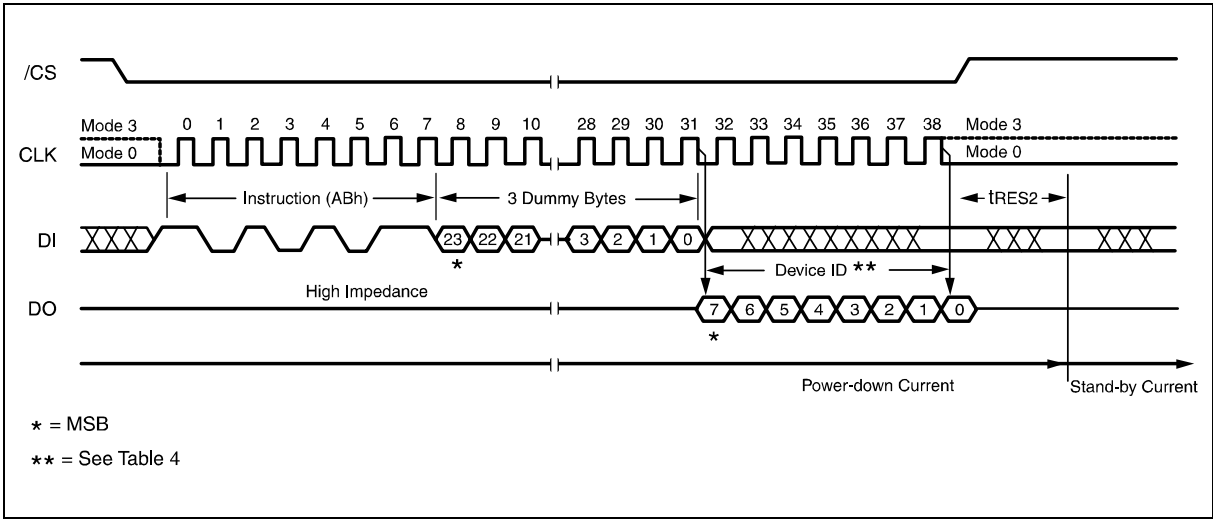 /CS
Mode 3 0 1 2 3 4 5 6 7 8 9 10 28 29 30 31 32 33 34 35 36 37 38 Mode 3
CLK Mode 0 Mode 0
Instruction (ABh) 3 Dummy Bytes tRES2
DI 23 22 21 3 2 1 0
* Device ID **
High Impedance
DO 7 6 5 4 3 2 1 0
*
Power-down Current Stand-by Current
* = MSB
** = See Table 4